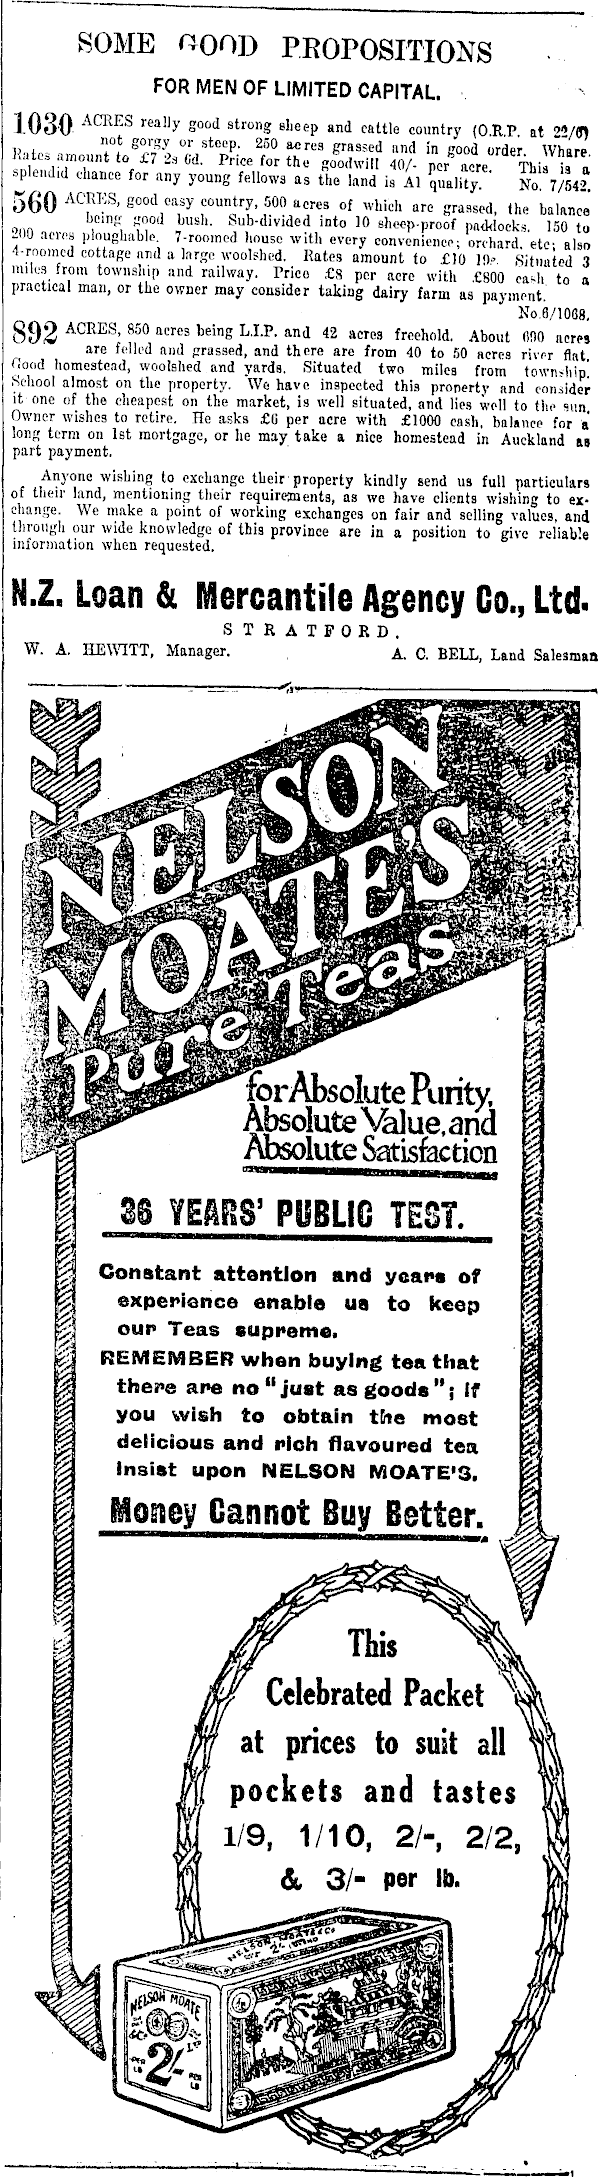 SOME GOOD PROPOSITIONS
FOR MEN OF LIMITED CAPITAL.
1030 ACRES really good strong sheep and cattle country (O.R.P. at 22/6)
not gorgy or steep. 250 acres grassed and in good order. Whare.
Rates amount to £7 2s 6d. Price for the goodwill 40/- per acre. This is a
splendid chance for any young fellows as the land is A1 quality. No. 7/542.
560 ACRES, good easy country, 500 acres of which are grassed, the balance
being good bush. Sub-divided into 10 sheep-proof paddocks. 150 to
200 acres ploughable. 7-roomed house with every convenience; orchard, etc; also
4-roomed cottage and a large woolshed. Rates amount to £10 19s. Situated 3
miles from township and railway. Price £8 per acre with £800 cash to a
practical man, or the owner may consider taking dairy farm as payment.
No.6/1068.
892 ACRES, 850 acres being L.I.P. and 42 acres freehold. About 600 acres
are felled and grassed, and there are from 40 to 50 acres river flat.
Good homestead, woolshed and yards. Situated two miles from township.
School almost on the property. We have inspected this property and consider
it one of the cheapest on the market, is well situated, and lies well to the sun.
Owner wishes to retire. He asks £6 per acre with £1000 cash, balance for a
long term on 1st mortgage, or he may take a nice homestead in Auckland as
part payment.
Anyone wishing to exchange their property kindly send us full particulars
of their land, mentioning their requirements, as we have clients wishing to ex-
change. We make a point of working exchanges on fair and selling values, and
through our wide knowledge of this province are in a position to give reliable
information when requested.
N.Z. Loan & Mercantile Agency Co., Ltd.
STRATFORD.
W. A. HEWITT, Manager. A. C. BELL, Land Salesman
NELSON
MOATE'S
Pure Teas
for Absolute Purity,
Absolute Value, and
Absolute Satisfaction
36 YEARS' PUBLIC TEST.
Constant attention and years of
experience enable us to keep
our Teas supreme.
REMEMBER when buying tea that
there are no "just as goods"; if
you wish to obtain the most
delicious and rich flavoured tea
insist upon NELSON MOATE'S.
Money Cannot Buy Better.
This
Celebrated Packet
at prices to suit all
pockets and tastes
1/9, 1/10, 2/-, 2/2,
& 3/- per lb.
NELSON MOATE & Co
2/-
NELSON MOATE
& Co LTD
PER LB 2/- PER LB